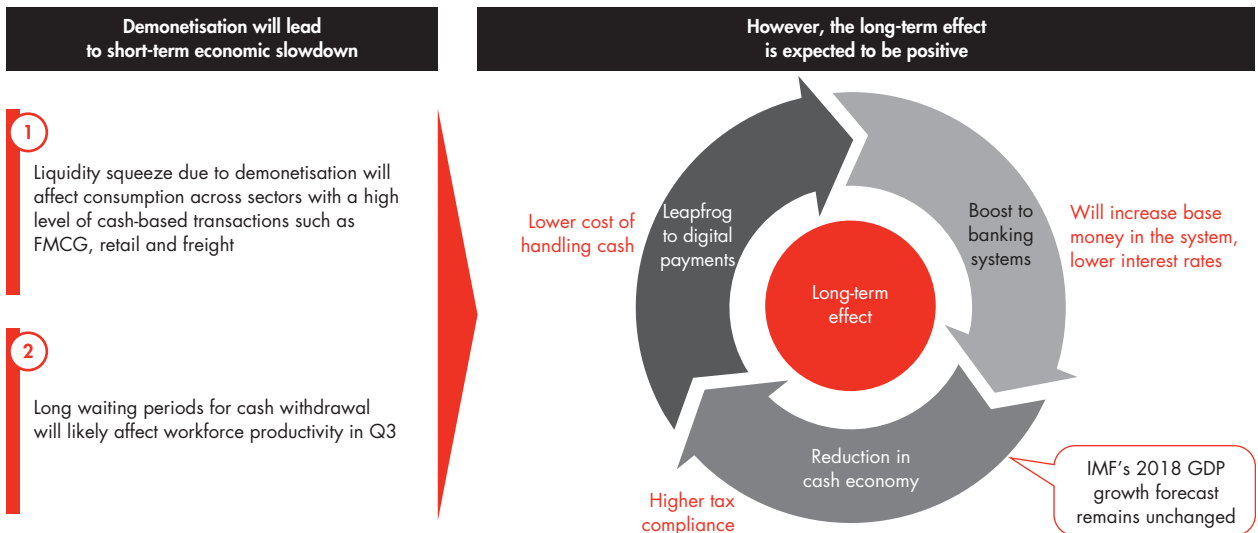 Demonetisation will lead
to short-term economic slowdown
1
Liquidity squeeze due to demonetisation will
affect consumption across sectors with a high
level of cash-based transactions such as
FMCG, retail and freight
2
Long waiting periods for cash withdrawal
will likely affect workforce productivity in Q3
However, the long-term effect
is expected to be positive
Lower cost of
handling cash
Leapfrog
to digital
payments
Long-term
effect
Boost to
banking
systems
Will increase base
money in the system,
lower interest rates
Reduction in
cash economy
Higher tax
compliance
IMF's 2018 GDP
growth forecast
remains unchanged